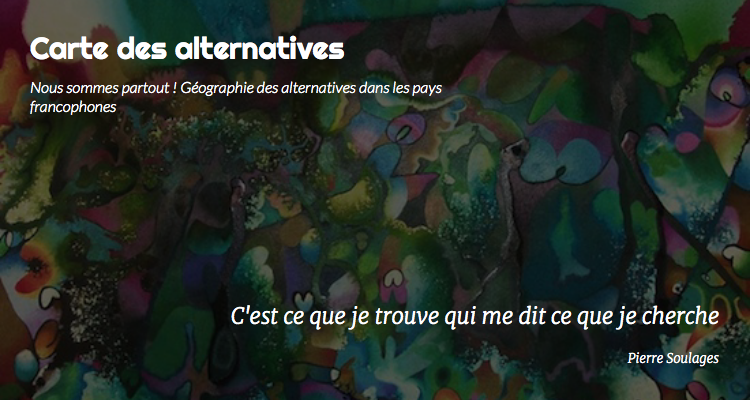 Carte des alternatives
Nous sommes partout ! Géographie des alternatives dans les pays
francophones
C'est ce que je trouve qui me dit ce que je cherche
Pierre Soulages